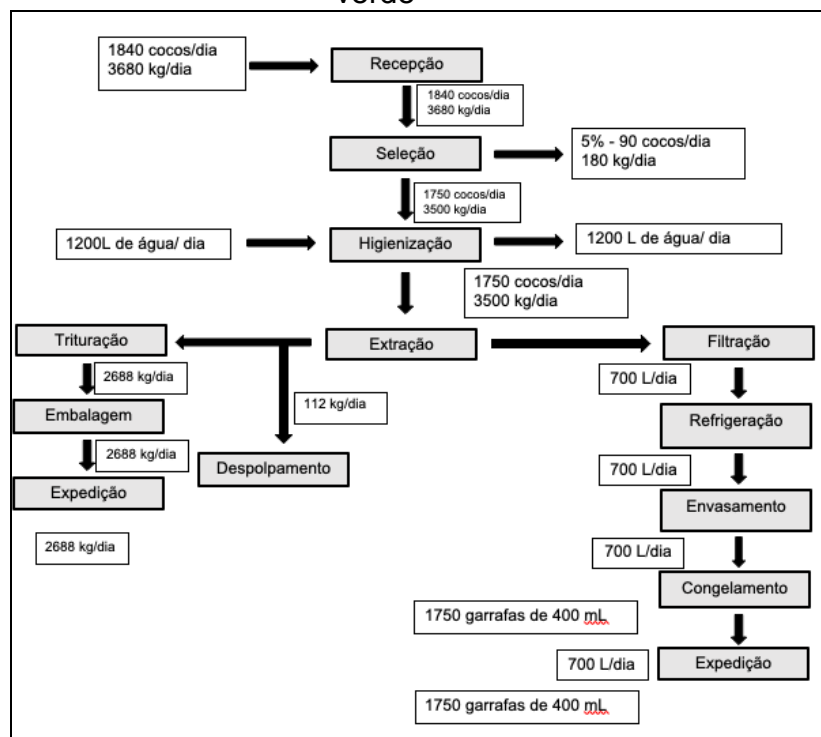 1840 cocos/dia
3680 kg/dia
Recepção
1840 cocos/dia
3680 kg/dia
Seleção
5% - 90 cocos/dia
180 kg/dia
1750 cocos/dia
3500 kg/dia
1200L de água/ dia
Higienização
1200 L de água/ dia
1750 cocos/dia
3500 kg/dia
Trituração
Extração
Filtração
2688 kg/dia
700 L/dia
112 kg/dia
Embalagem
Refrigeração
2688 kg/dia
Despolpamento
700 L/dia
Expedição
Envasamento
2688 kg/dia
700 L/dia
Congelamento
1750 garrafas de 400 mL
700 L/dia
Expedição
1750 garrafas de 400 mL